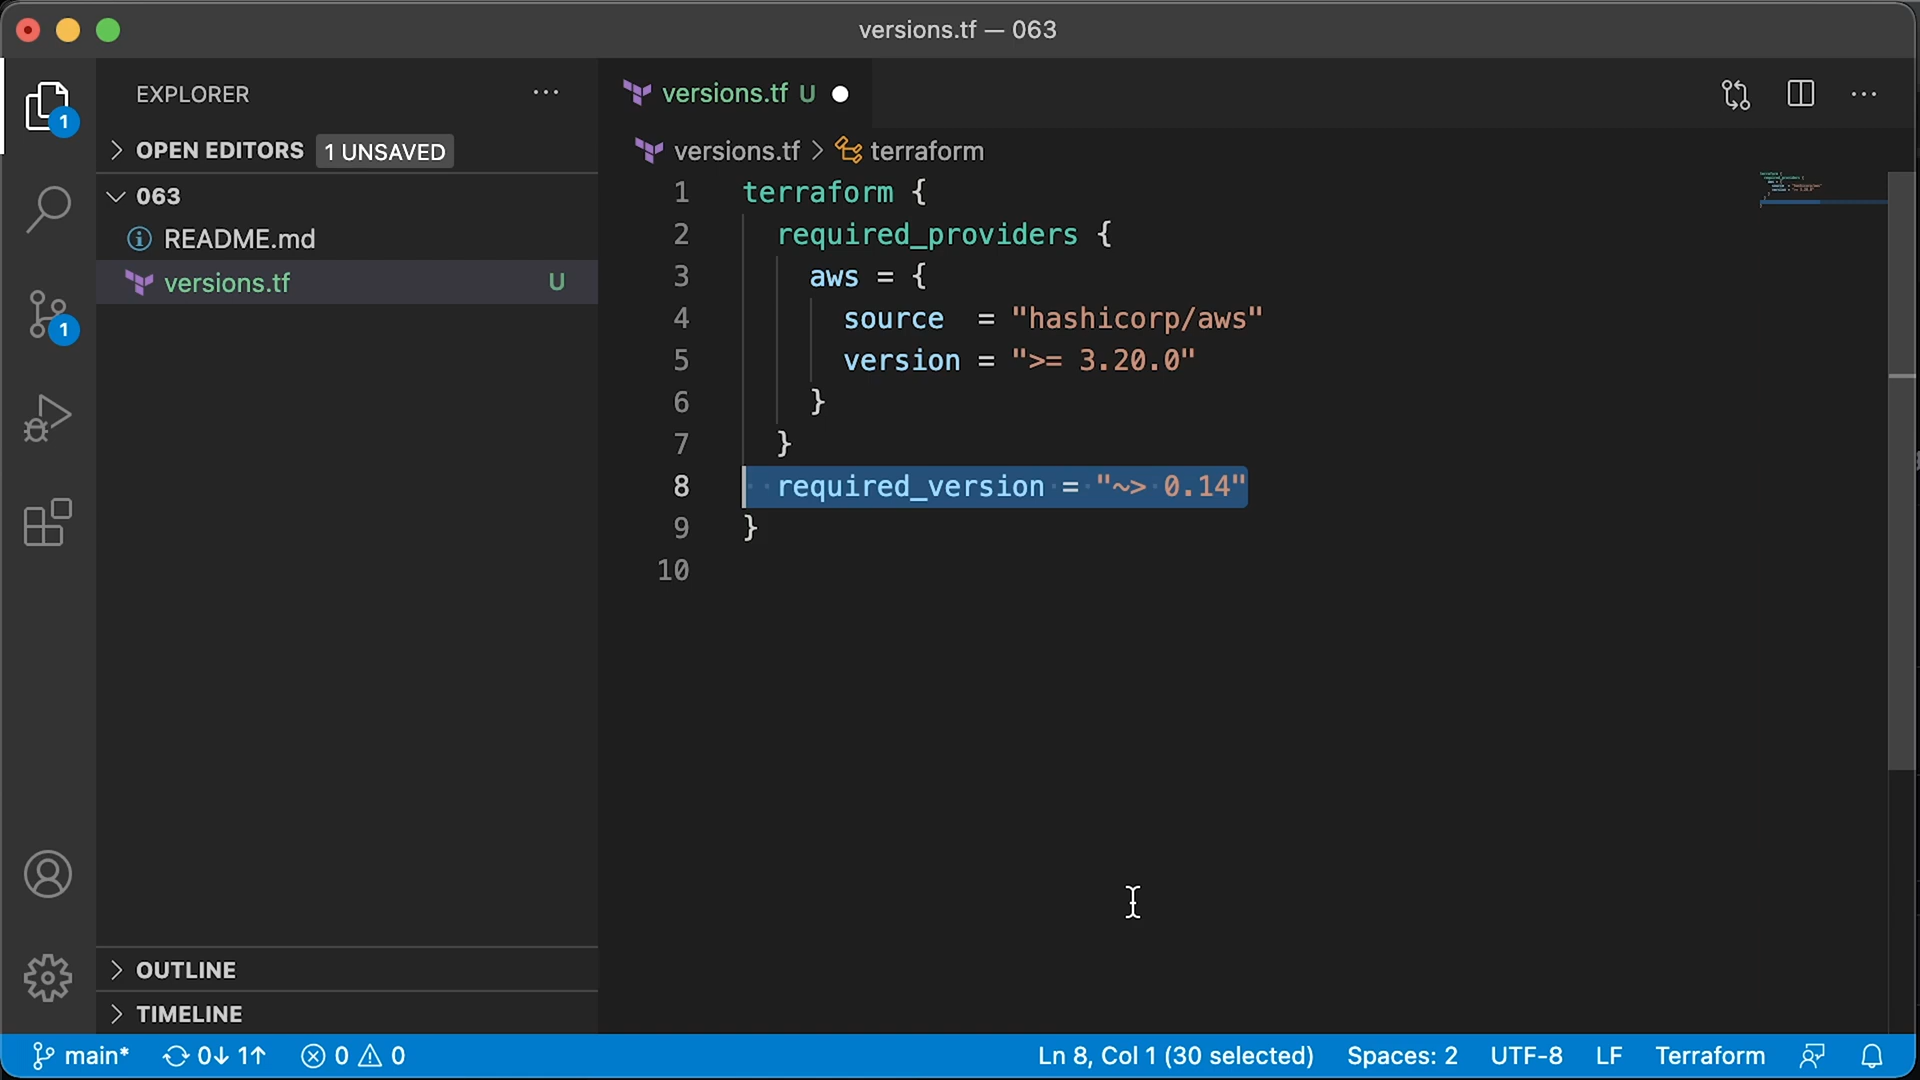 versions.tf — 063
EXPLORER
OPEN EDITORS 1 UNSAVED
063
README.md
versions.tf U
OUTLINE
TIMELINE
1
1
versions.tf U
versions.tf > terraform
1 terraform {
2 required_providers {
3 aws = {
4 source  = "hashicorp/aws"
5 version = ">= 3.20.0"
6 }
7 }
8 required_version = "~> 0.14"
9 }
10
main* 0↓ 1↑ 0 0 Ln 8, Col 1 (30 selected) Spaces: 2 UTF-8 LF Terraform